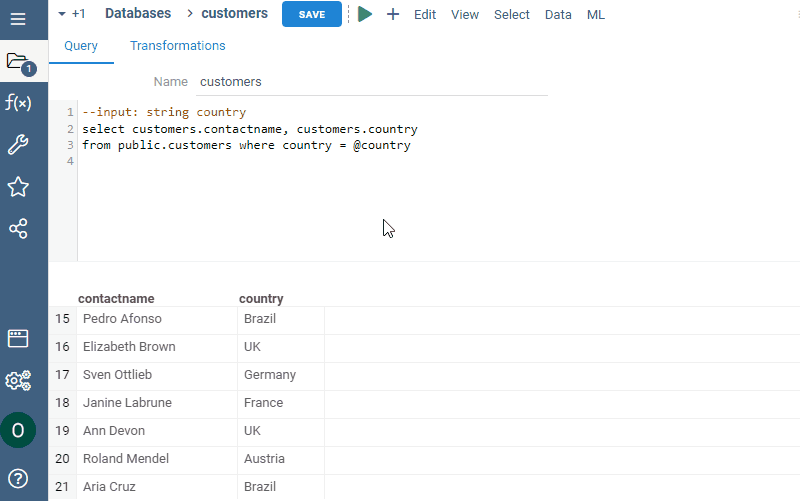 +1 Databases > customers SAVE Edit View Select Data ML
1
Query Transformations
f(x)
Name customers
1 --input: string country
2 select customers.contactname, customers.country
3 from public.customers where country = @country
4
contactname country
15 Pedro Afonso Brazil
16 Elizabeth Brown UK
17 Sven Ottlieb Germany
18 Janine Labrune France
19 Ann Devon UK
20 Roland Mendel Austria
21 Aria Cruz Brazil
O
?